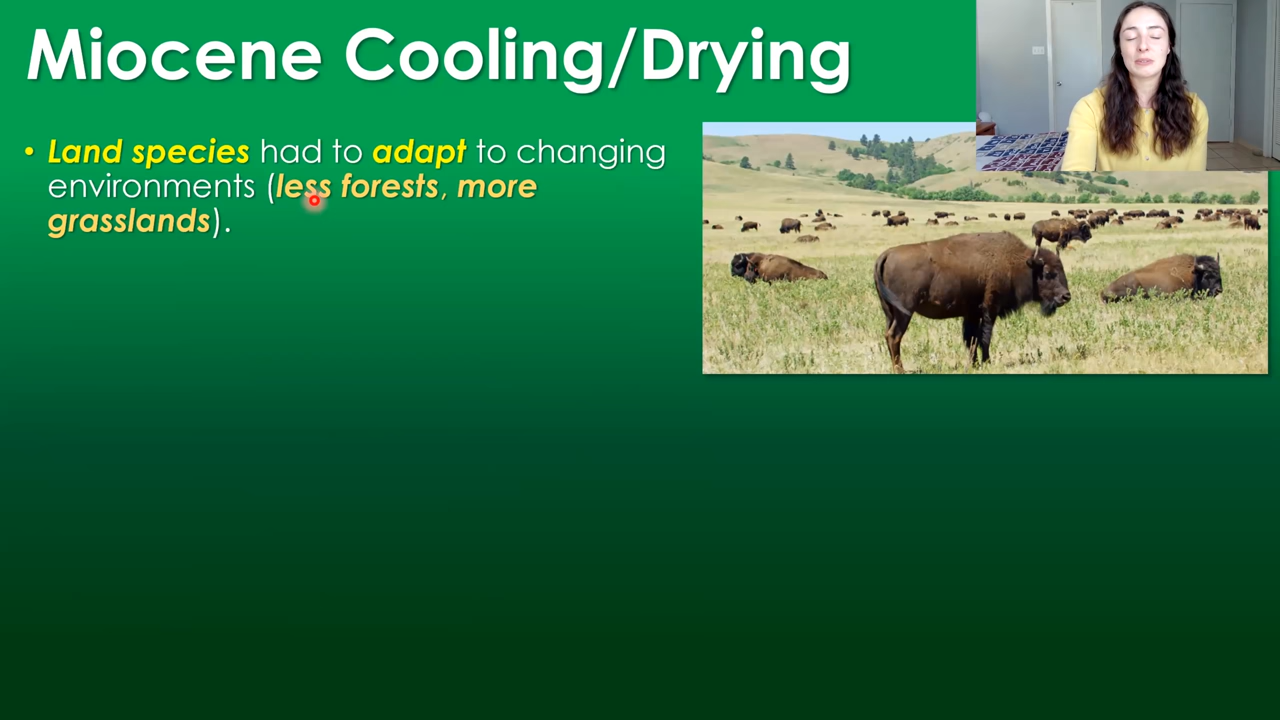 Miocene Cooling/Drying
• Land species had to adapt to changing
environments (less forests, more
grasslands).